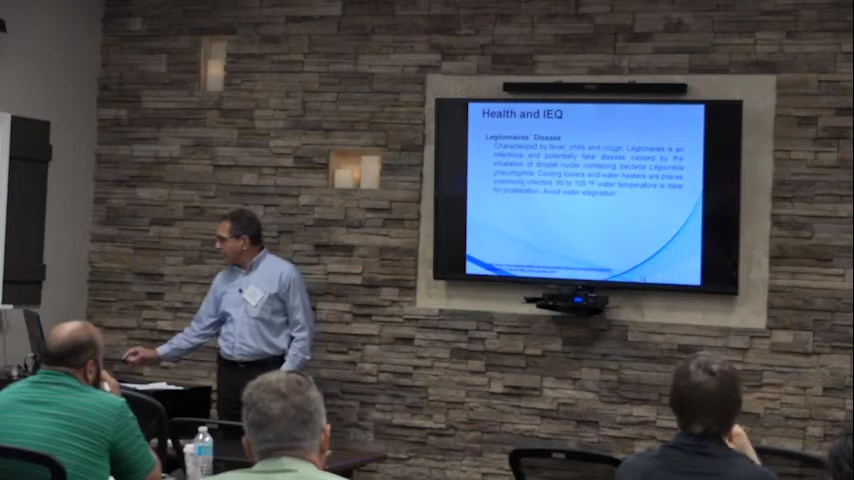 Health and IEQ
Legionnaires' Disease
Characterized by fever, chills and cough. Legionaries is an
infectious and potentially fatal disease caused by the
inhalation of droplet nuclei containing bacteria Legionella
pneumophilia. Cooling towers and water heaters are places
commonly infected. 90 to 105 °F water temperature is ideal
for proliferation. Avoid water stagnation.